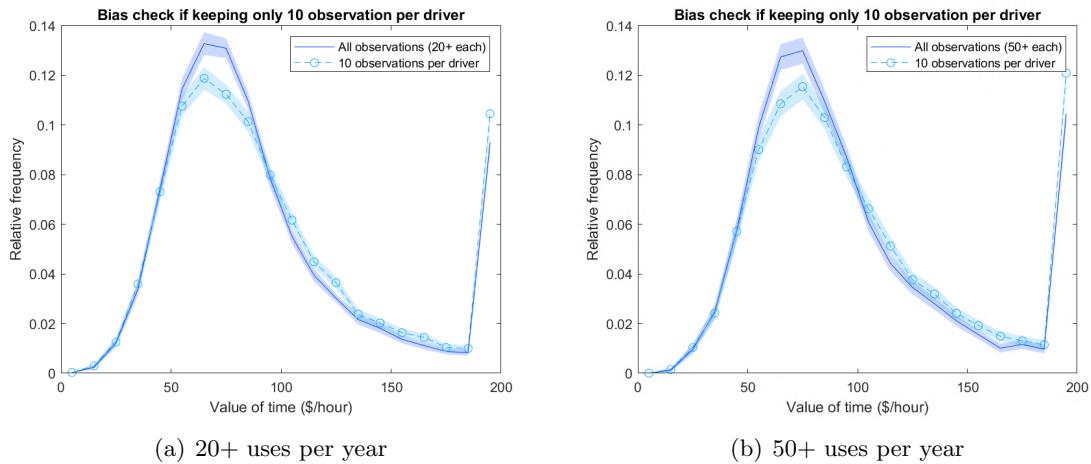 Bias check if keeping only 10 observation per driver
0.14
0.12
0.1
0.08
0.06
0.04
0.02
0
Relative frequency
All observations (20+ each)
10 observations per driver
0
50
100
150
200
Value of time ($/hour)
(a) 20+ uses per year
Bias check if keeping only 10 observation per driver
0.14
0.12
0.1
0.08
0.06
0.04
0.02
0
Relative frequency
All observations (50+ each)
10 observations per driver
0
50
100
150
200
Value of time ($/hour)
(b) 50+ uses per year